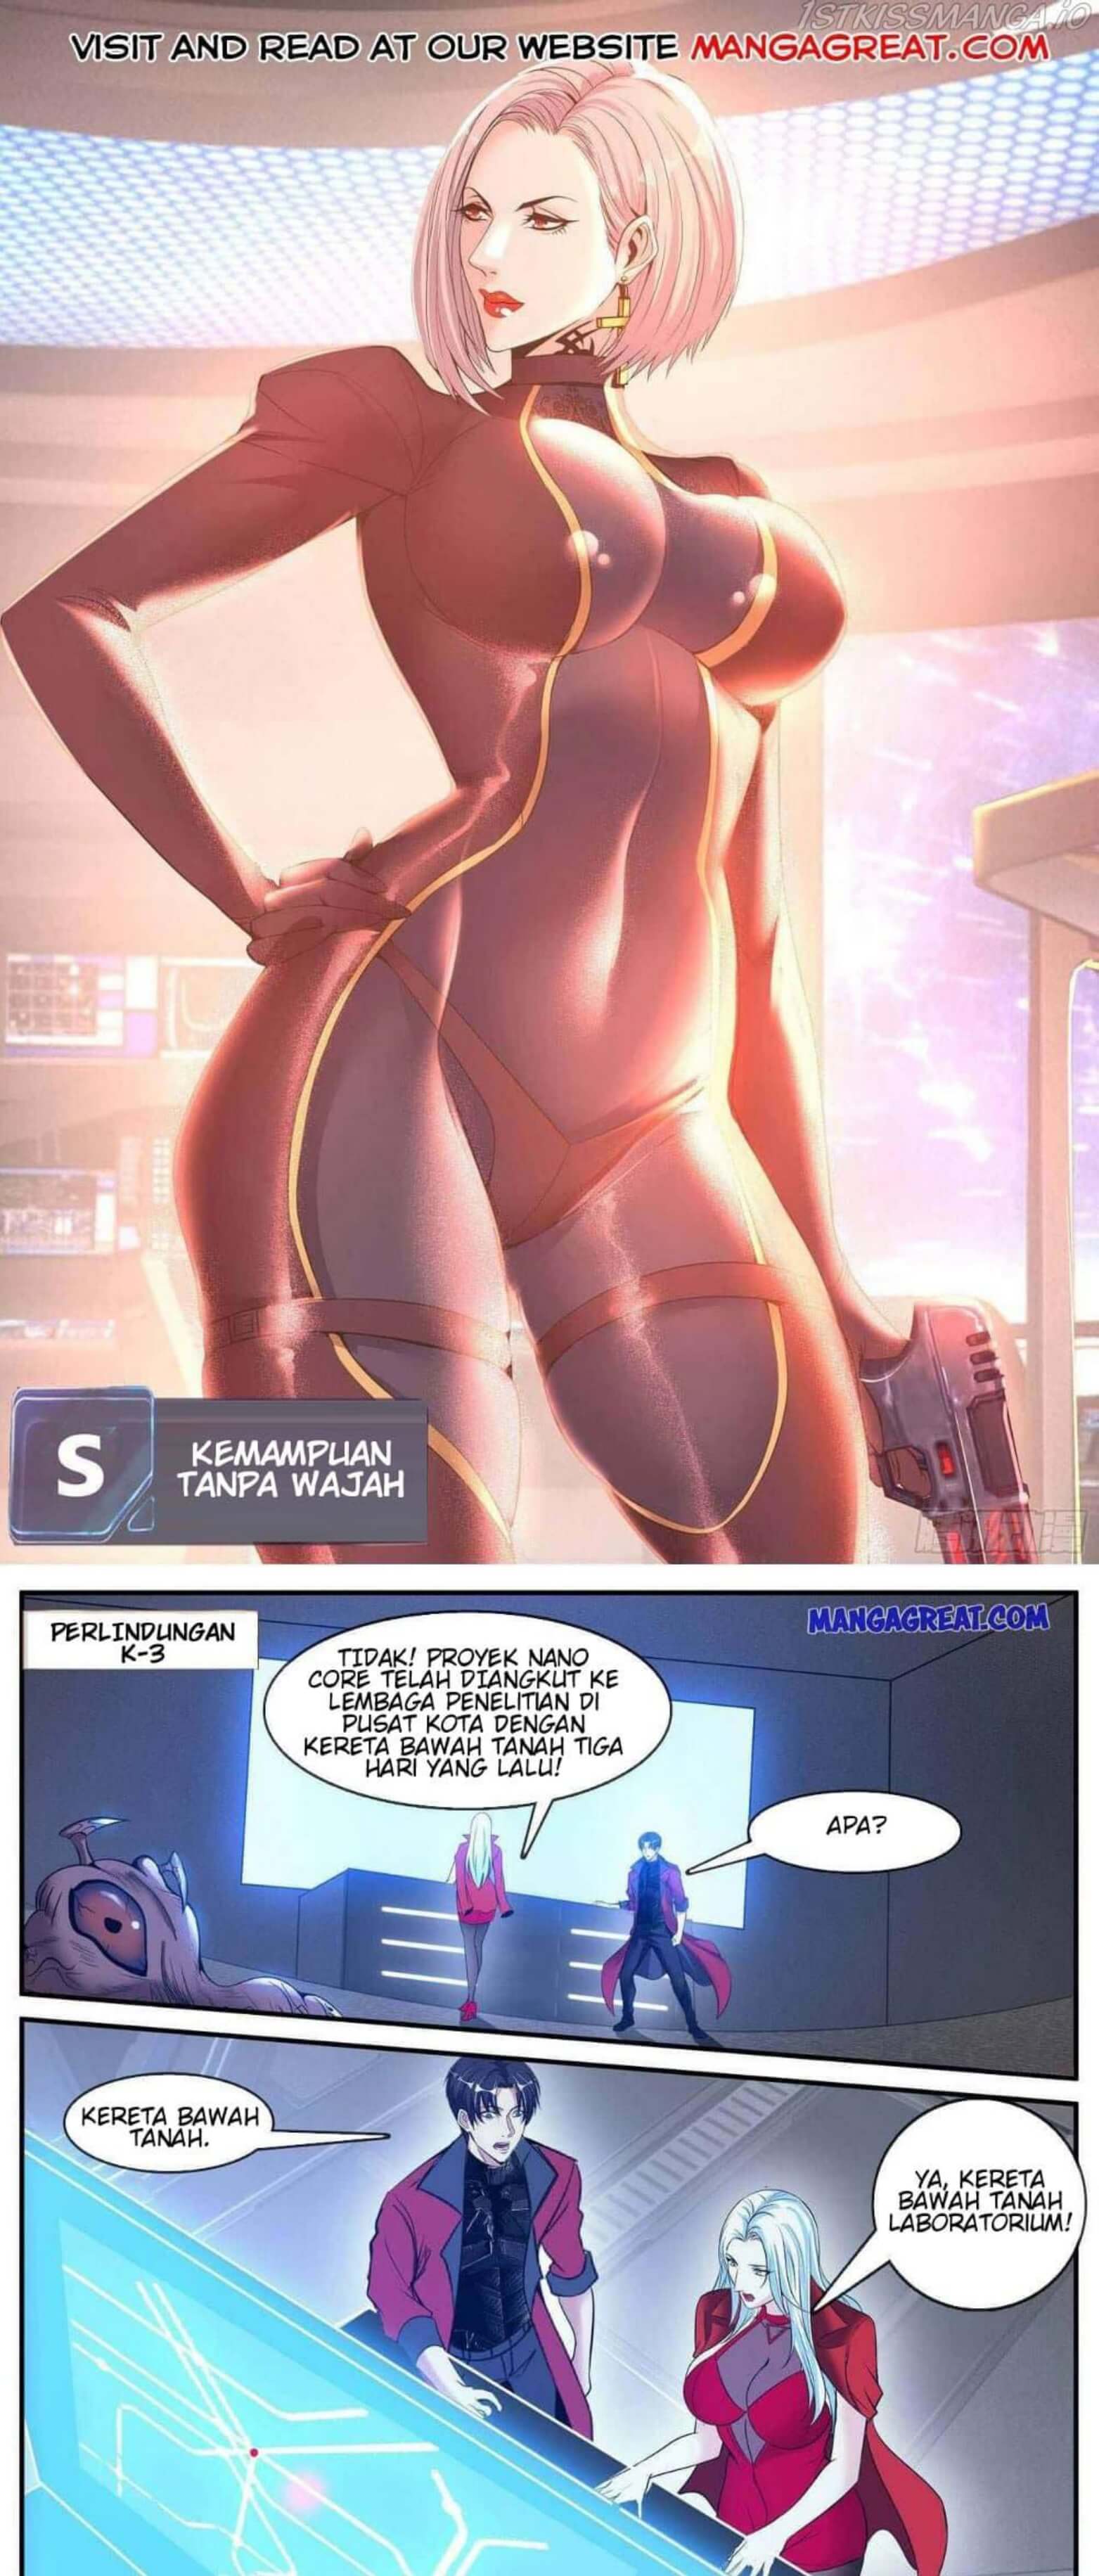 1STKISSMANGA.IO
VISIT AND READ AT OUR WEBSITE MANGAGREAT.COM
S
KEMAMPUAN
TANPA WAJAH
PERLINDUNGAN
K-3
MANGAGREAT.COM
TIDAK! PROYEK NANO
CORE TELAH DIANGKUT KE
LEMBAGA PENELITIAN DI
PUSAT KOTA DENGAN
KERETA BAWAH TANAH TIGA
HARI YANG LALU!
APA?
KERETA BAWAH
TANAH.
YA, KERETA
BAWAH TANAH
LABORATORIUM!